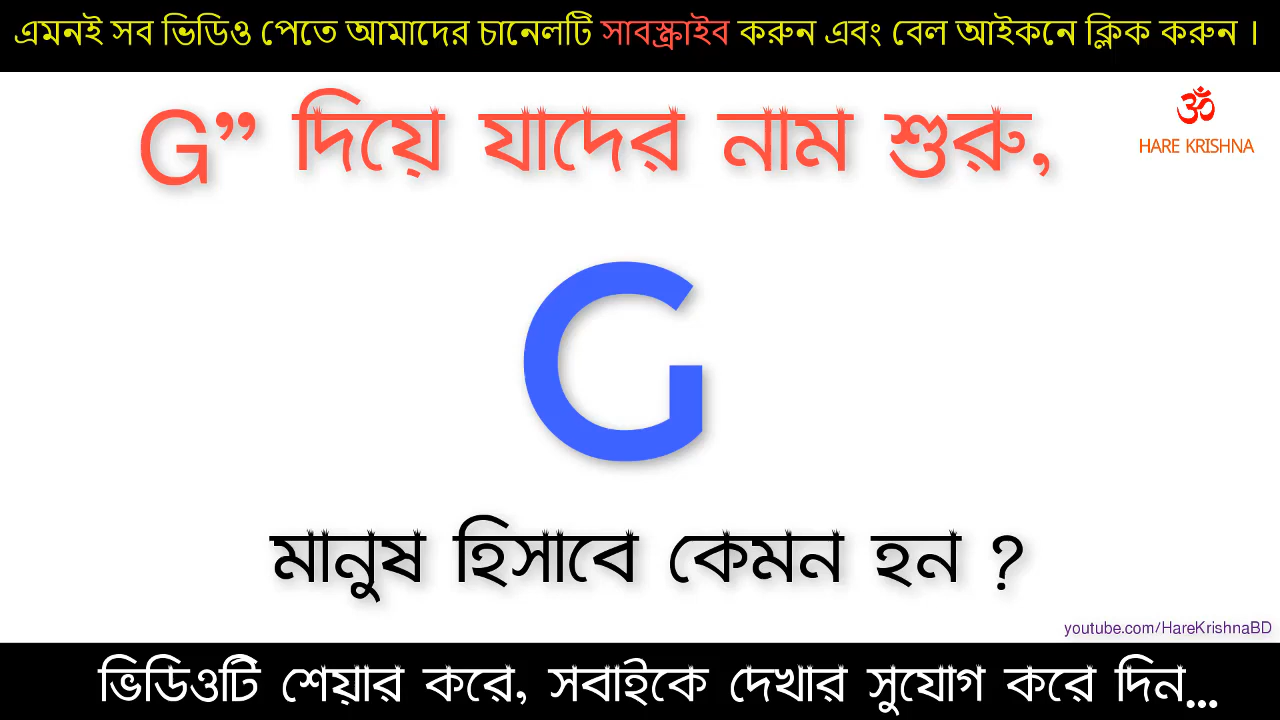 এমনই সব ভিডিও পেতে আমাদের চানেলটি সাবস্ক্রাইব করুন এবং বেল আইকনে ক্লিক করুন ।
G” দিয়ে যাদের নাম শুরু,
ॐ
HARE KRISHNA
G
মানুষ হিসাবে কেমন হন ?
youtube.com/HareKrishnaBD
ভিডিওটি শেয়ার করে, সবাইকে দেখার সুযোগ করে দিন...